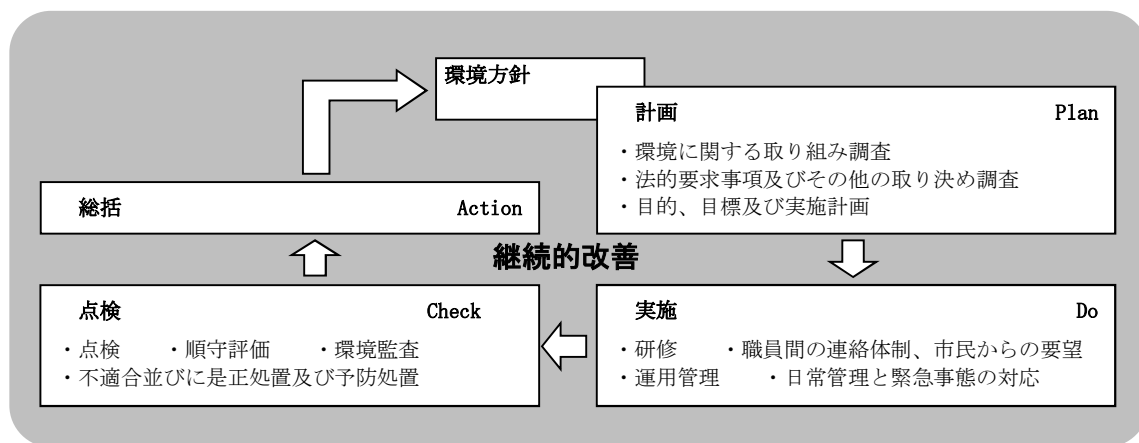 環境方針
計画 Plan
・環境に関する取り組み調査
・法的要求事項及びその他の取り決め調査
・目的、目標及び実施計画
総括 Action
継続的改善
点検 Check
・点検 ・順守評価 ・環境監査
・不適合並びに是正処置及び予防処置
実施 Do
・研修 ・職員間の連絡体制、市民からの要望
・運用管理 ・日常管理と緊急事態の対応